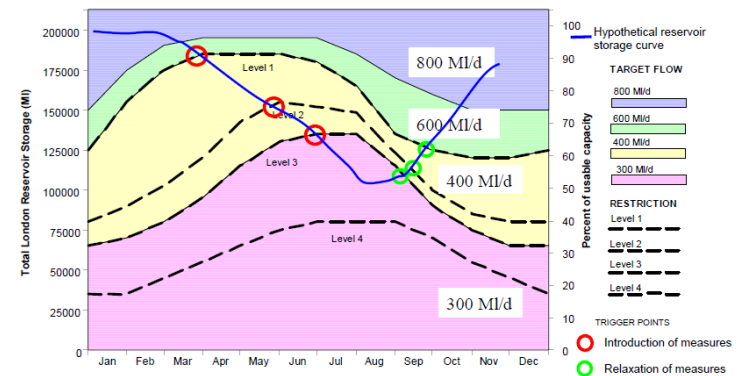 Total London Reservoir Storage (Ml)
200000
175000
150000
125000
100000
75000
50000
25000
0
Jan Feb Mar Apr May Jun Jul Aug Sep Oct Nov Dec
Level 1
Level 2
Level 3
Level 4
800 Ml/d
600 Ml/d
400 Ml/d
300 Ml/d
100
90
80
70
60
50
40
30
20
10
0
Percent of usable capacity
Hypothetical reservoir
storage curve
TARGET FLOW
800 Ml/d
600 Ml/d
400 Ml/d
300 Ml/d
RESTRICTION
Level 1
Level 2
Level 3
Level 4
TRIGGER POINTS
Introduction of measures
Relaxation of measures